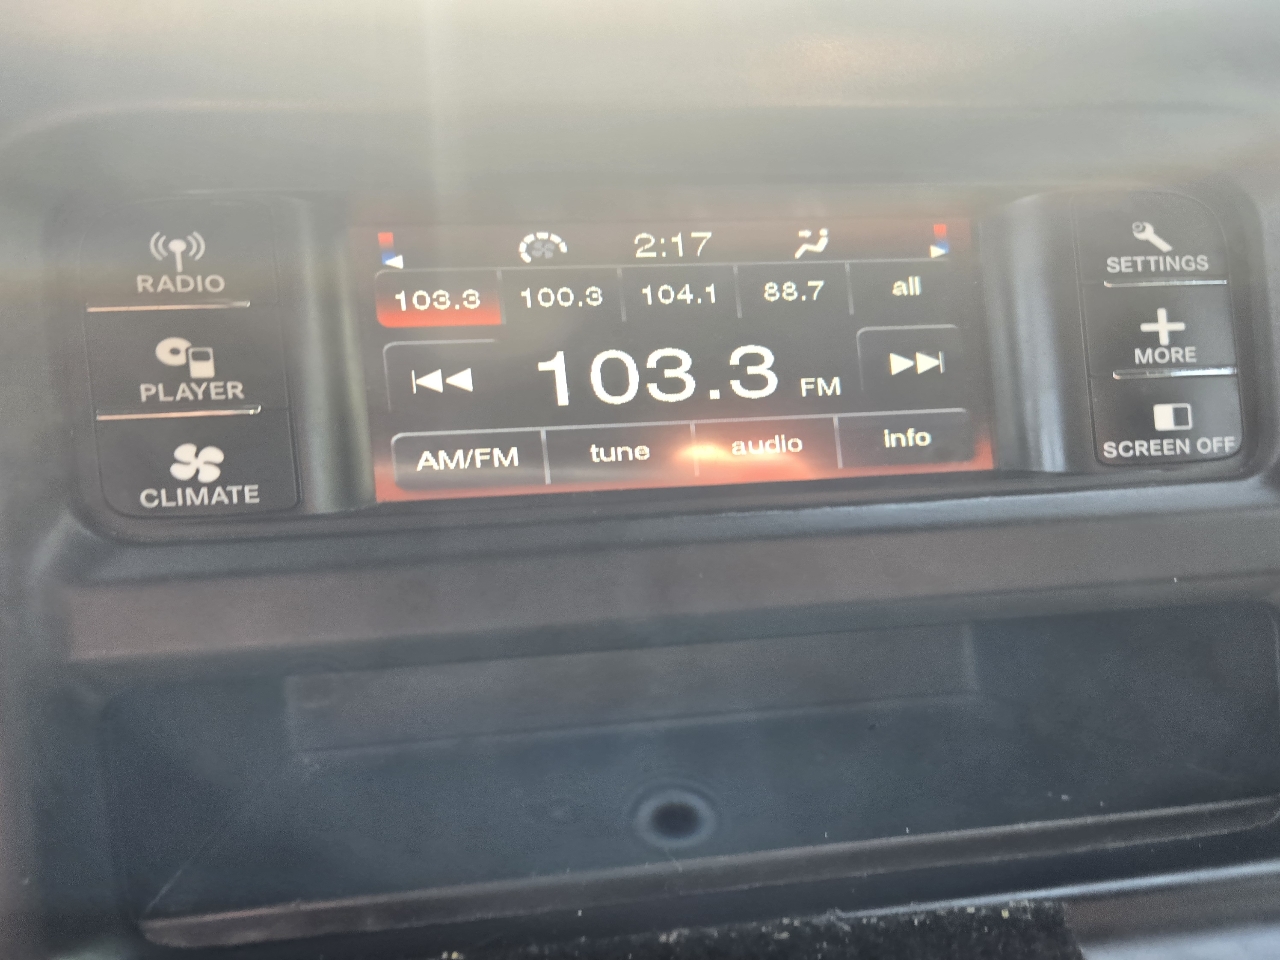 RADIO
PLAYER
CLIMATE
2:17
103.3 100.3 104.1 88.7 all
103.3 FM
AM/FM tune audio info
SETTINGS
MORE
SCREEN OFF